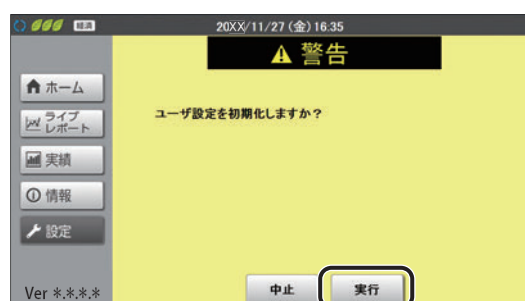 経済 20XX/11/27 (金) 16:35
警告
ホーム
ライブ
レポート
ユーザ設定を初期化しますか？
実績
情報
設定
Ver *.*.*.*
中止 実行